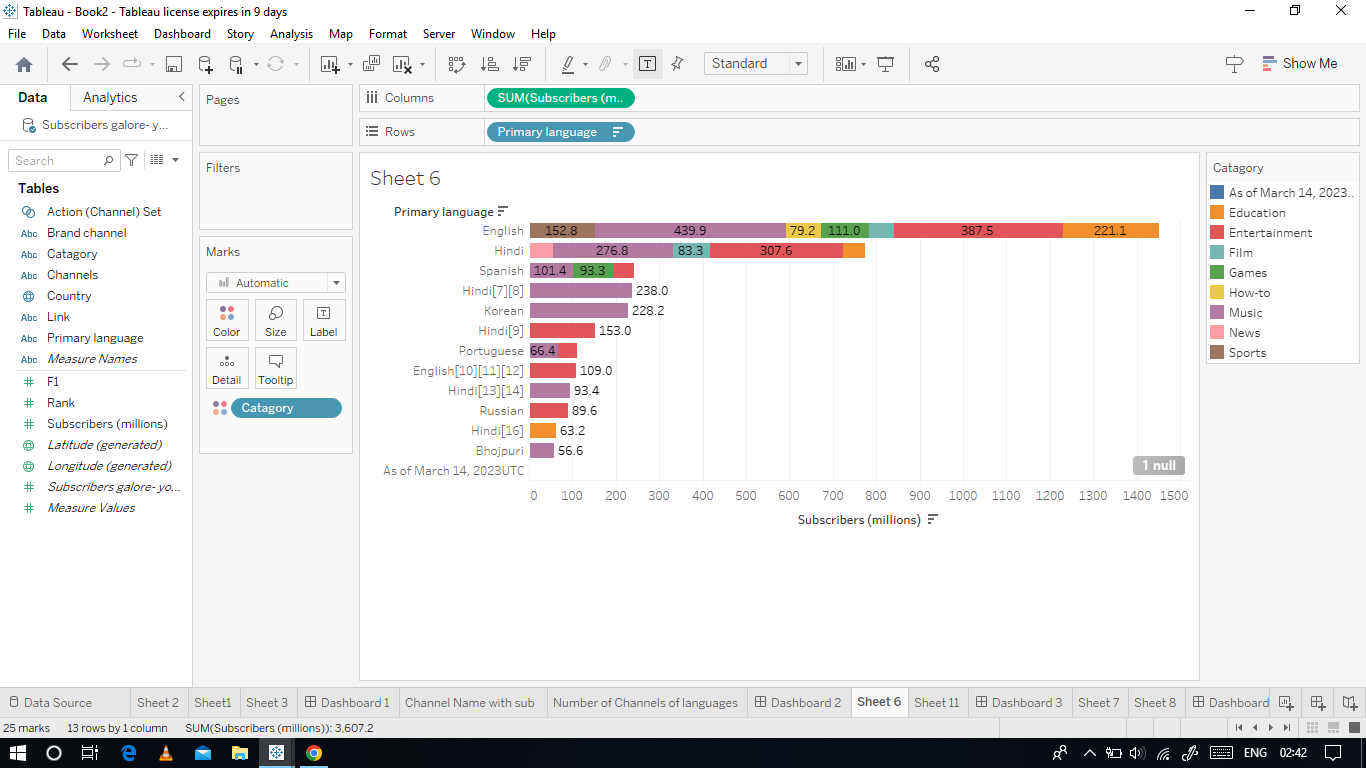 Tableau - Book2 - Tableau license expires in 9 days
File Data Worksheet Dashboard Story Analysis Map Format Server Window Help
Standard
Show Me
Data Analytics
Subscribers galore- y...
Search
Tables
Action (Channel) Set
Abc Brand channel
Abc Catagory
Abc Channels
Country
Abc Link
Abc Primary language
Abc Measure Names
F1
Rank
Subscribers (millions)
Latitude (generated)
Longitude (generated)
Subscribers galore- yo...
Measure Values
Pages
Filters
Marks
Automatic
Color Size Label
Detail Tooltip
Catagory
Columns SUM(Subscribers (m..
Rows Primary language
Sheet 6
Primary language
English 152.8 439.9 79.2 111.0 387.5 221.1
Hindi 276.8 83.3 307.6
Spanish 101.4 93.3
Hindi[7][8] 238.0
Korean 228.2
Hindi[9] 153.0
Portuguese 66.4
English[10][11][12] 109.0
Hindi[13][14] 93.4
Russian 89.6
Hindi[16] 63.2
Bhojpuri 56.6
As of March 14, 2023UTC
1 null
0 100 200 300 400 500 600 700 800 900 1000 1100 1200 1300 1400 1500
Subscribers (millions)
Catagory
As of March 14, 2023..
Education
Entertainment
Film
Games
How-to
Music
News
Sports
Data Source Sheet 2 Sheet1 Sheet 3 Dashboard 1 Channel Name with sub Number of Channels of languages Dashboard 2 Sheet 6 Sheet 11 Dashboard 3 Sheet 7 Sheet 8 Dashboard
25 marks 13 rows by 1 column SUM(Subscribers (millions)): 3,607.2
ENG 02:42